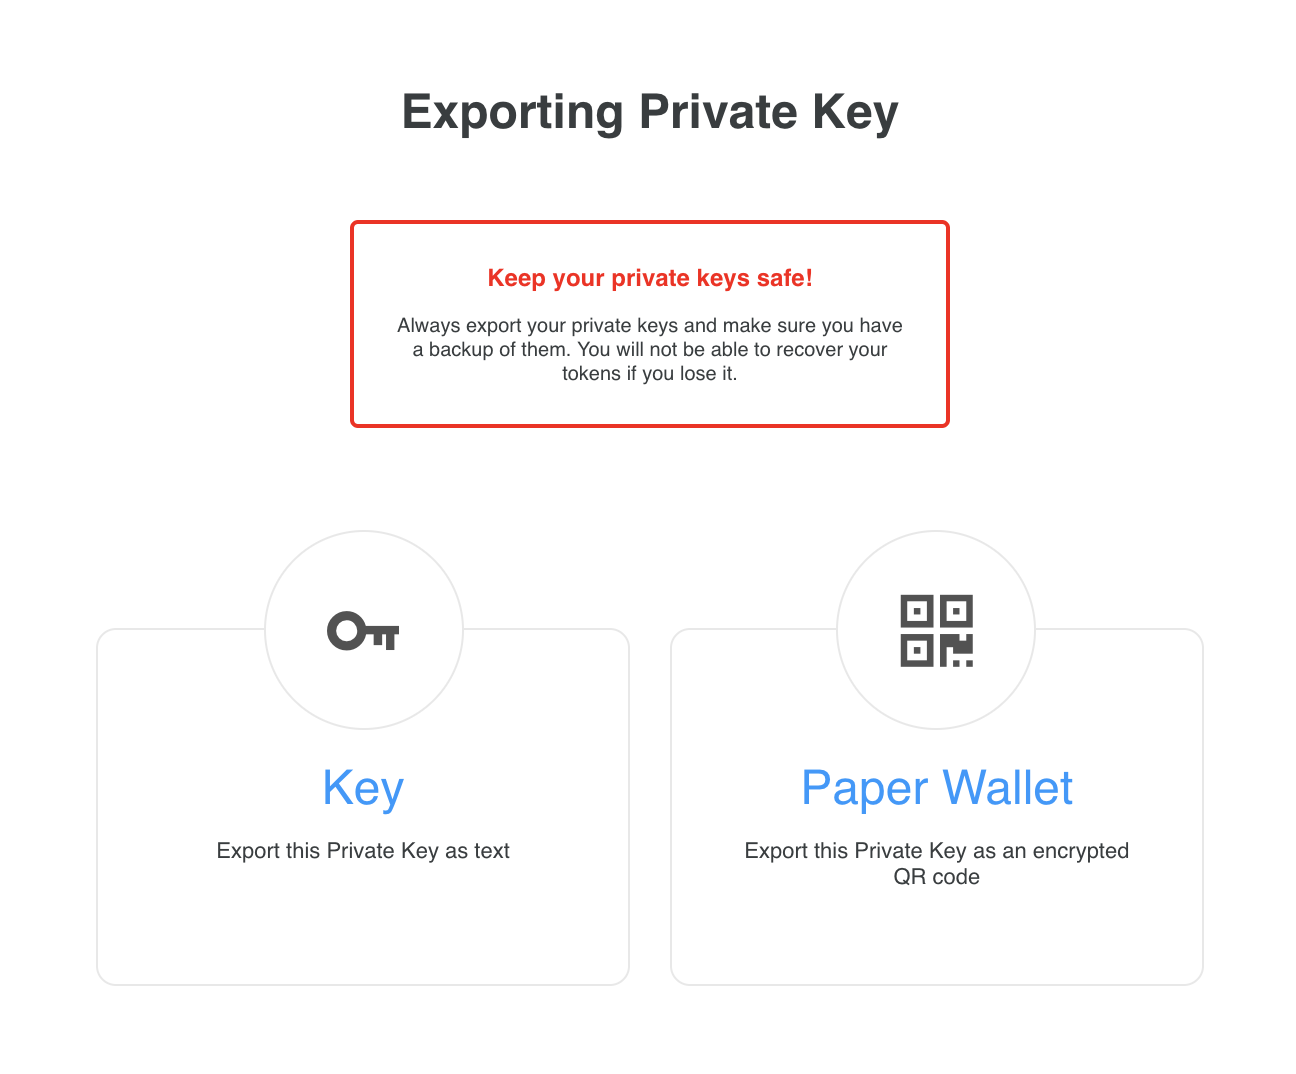 Exporting Private Key
Keep your private keys safe!
Always export your private keys and make sure you have
a backup of them. You will not be able to recover your
tokens if you lose it.
Key
Export this Private Key as text
Paper Wallet
Export this Private Key as an encrypted
QR code